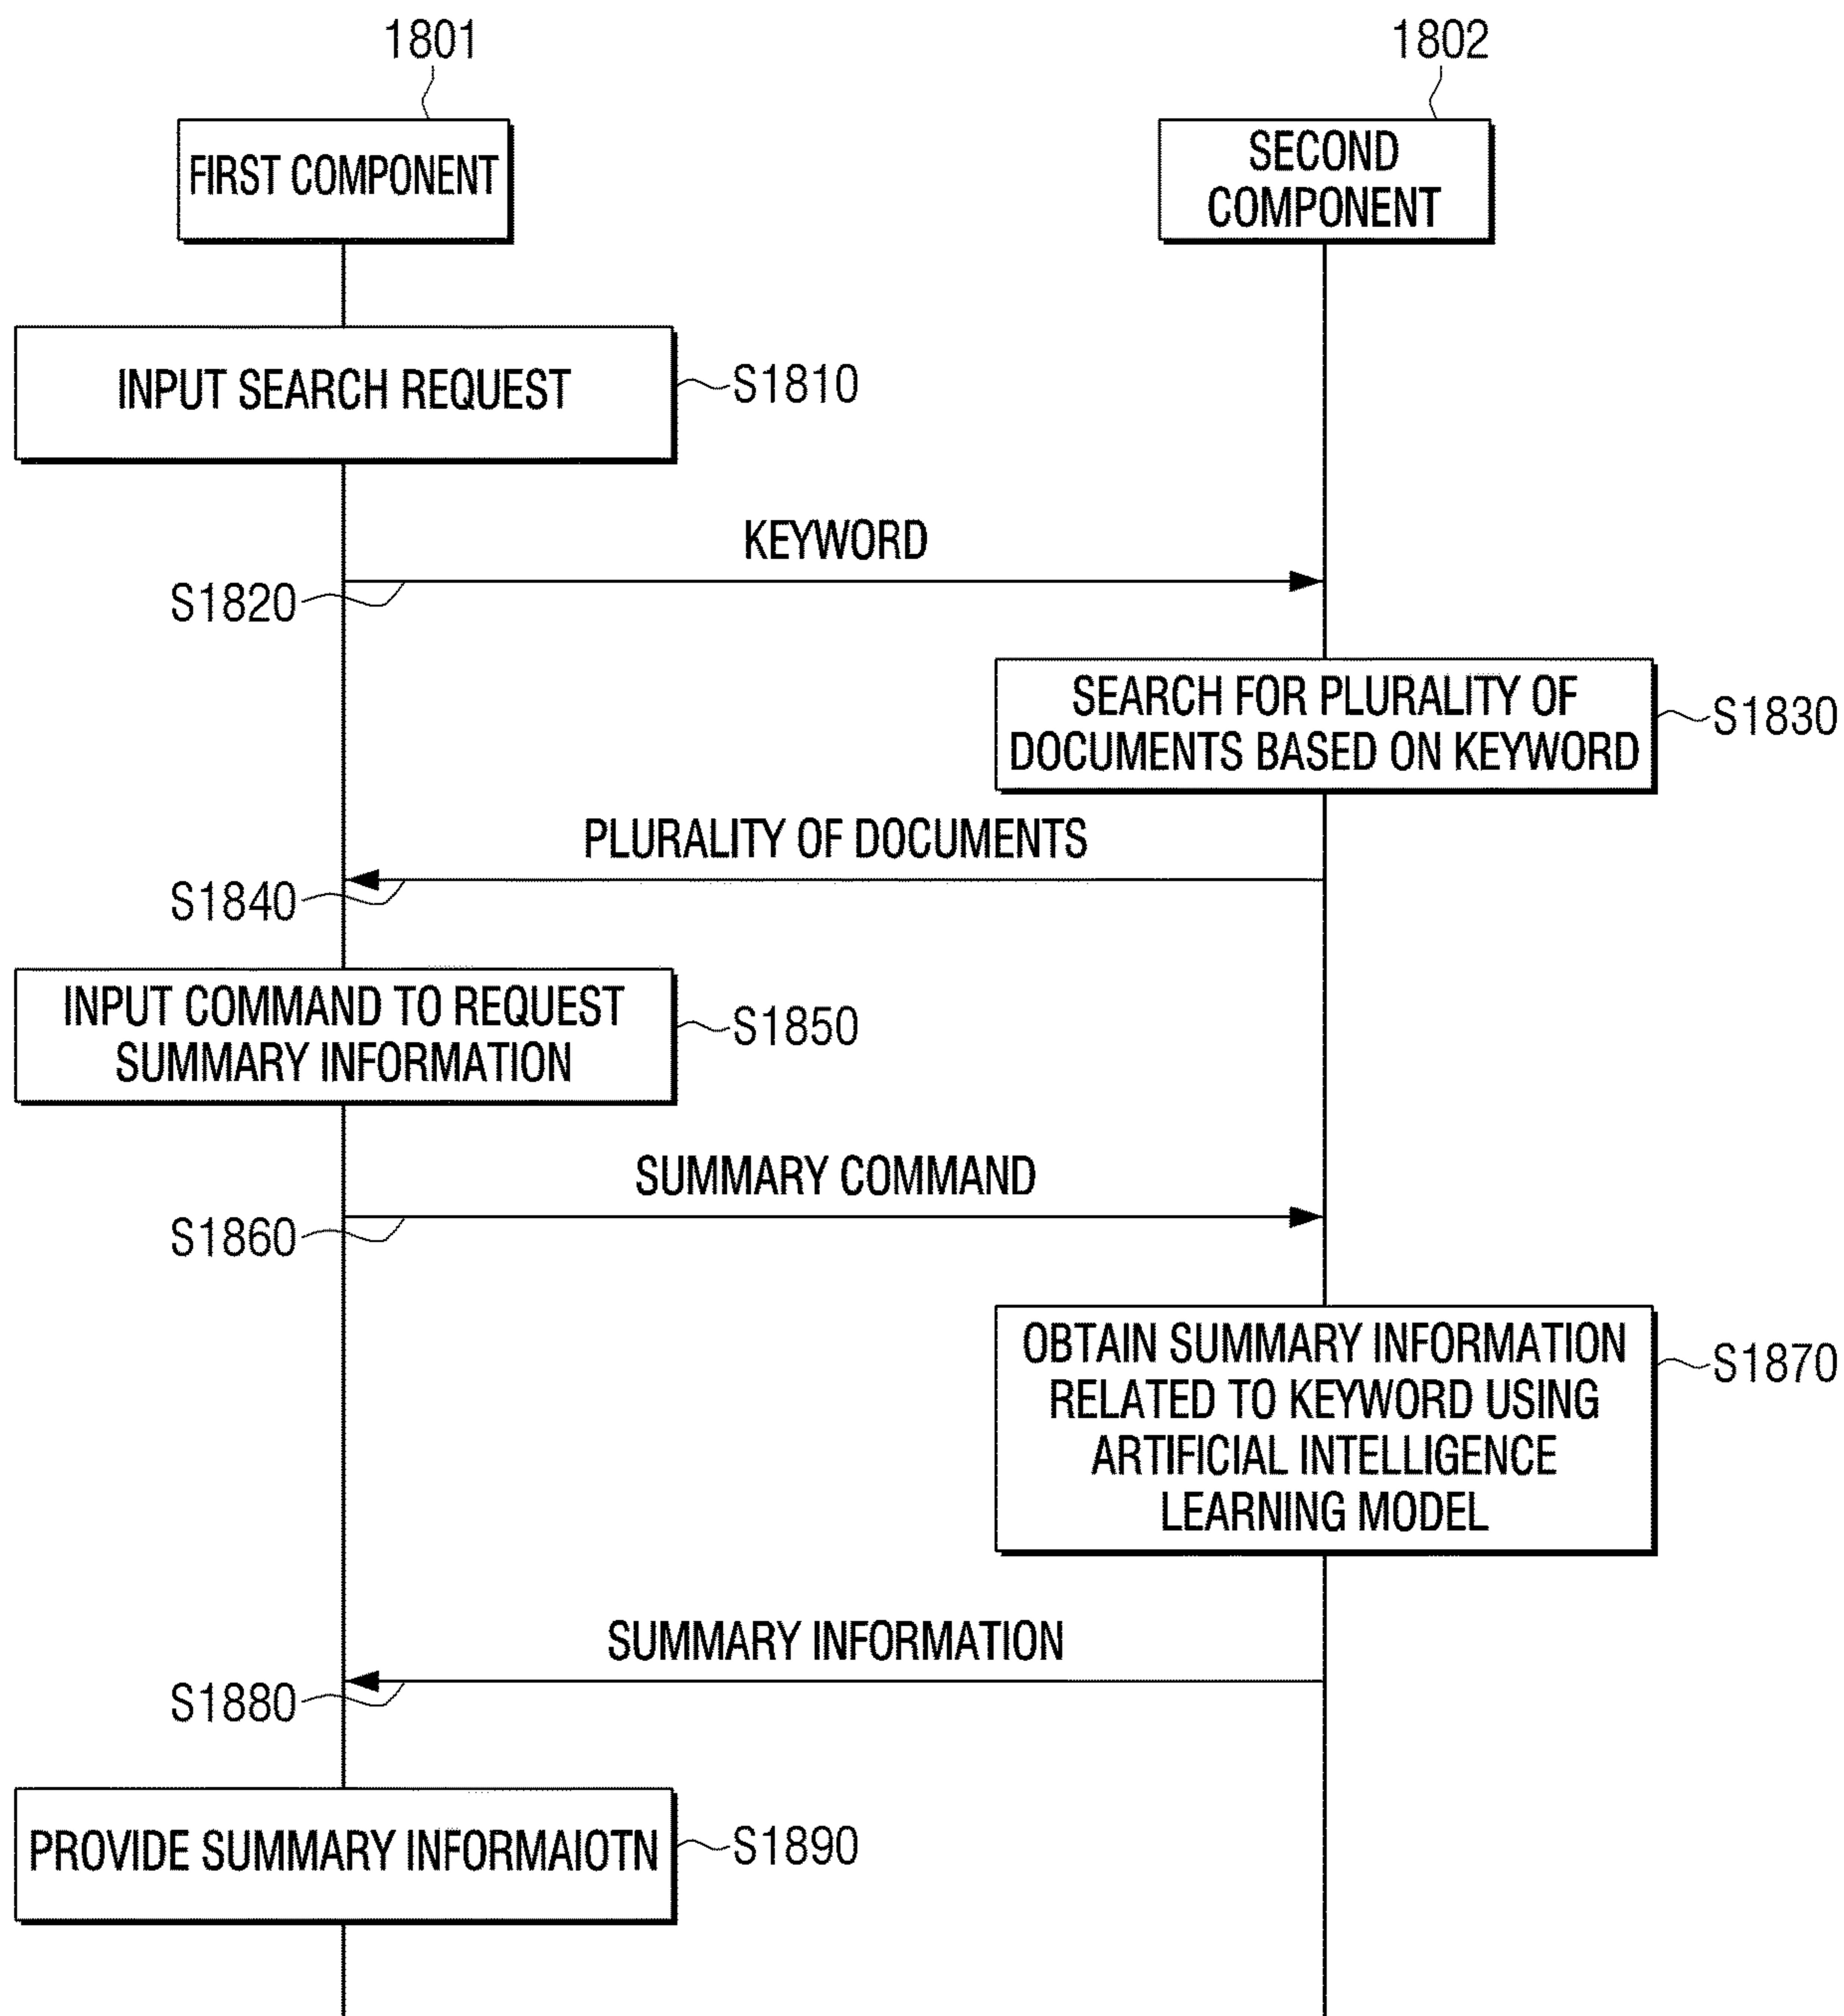 1801
1802
FIRST COMPONENT
SECOND
COMPONENT
INPUT SEARCH REQUEST
S1810
KEYWORD
S1820
SEARCH FOR PLURALITY OF
DOCUMENTS BASED ON KEYWORD
S1830
PLURALITY OF DOCUMENTS
S1840
INPUT COMMAND TO REQUEST
SUMMARY INFORMATION
S1850
SUMMARY COMMAND
S1860
OBTAIN SUMMARY INFORMATION
RELATED TO KEYWORD USING
ARTIFICIAL INTELLIGENCE
LEARNING MODEL
S1870
SUMMARY INFORMATION
S1880
PROVIDE SUMMARY INFORMAIOTN
S1890